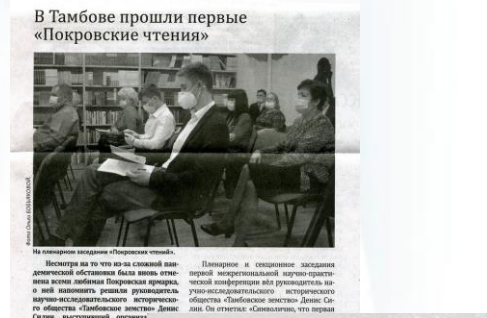 В Тамбове прошли первые
«Покровские чтения»
На пленарном заседании «Покровских чтений».
Несмотря на то что из-за сложной пан-
демической обстановки была вновь отме-
нена всеми любимая Покровская ярмарка,
о ней напомнить решили руководитель
научно-исследовательского историческо-
го общества «Тамбовское земство» Денис
Силин, выступивший
Пленарное и секционное заседания
первой межрегиональной научно-практи-
ческой конференции вёл руководитель на-
учно-исследовательского исторического
общества «Тамбовское земство» Денис Си-
лин. Он отметил: «Символично, что первая